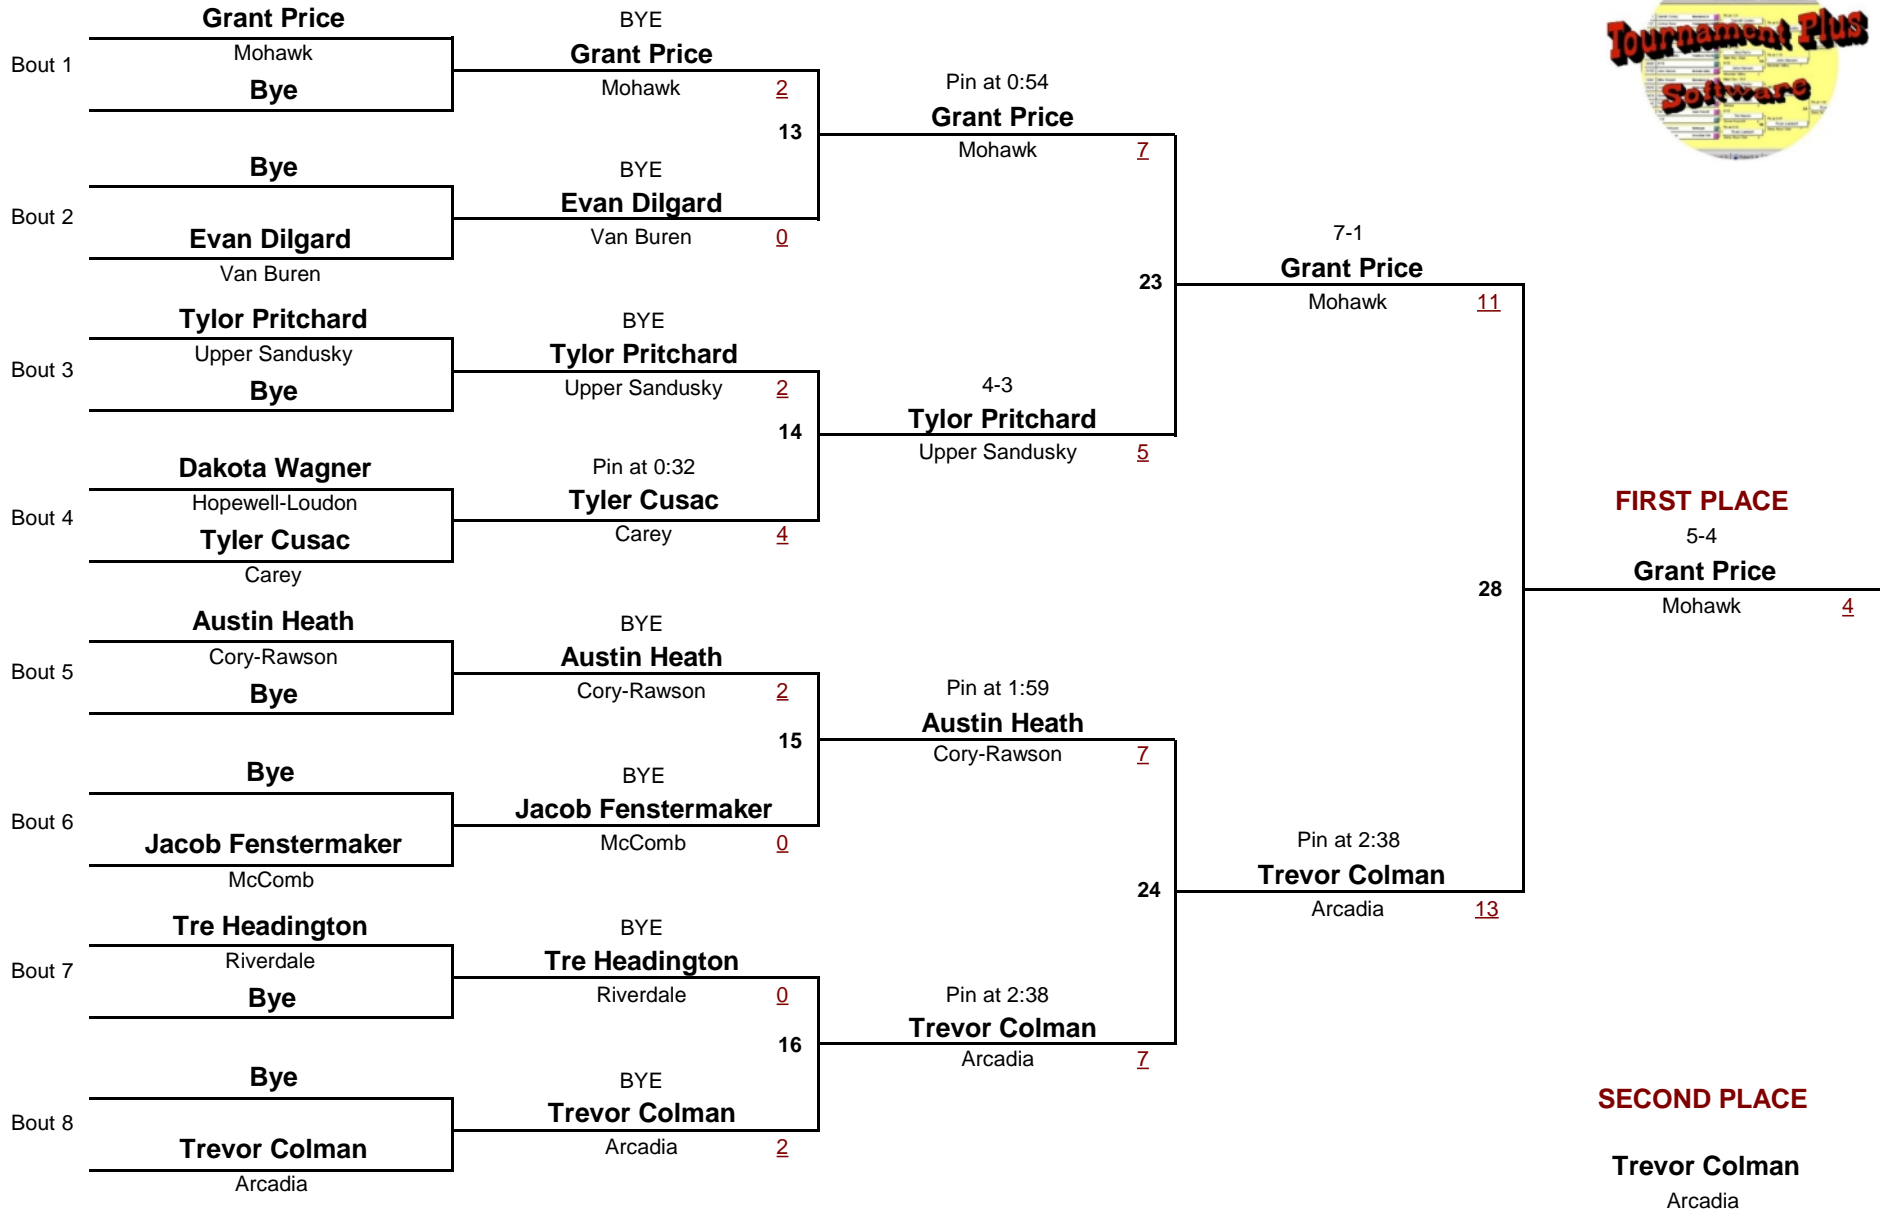 Tournament Plus
Software
Bout 1
Grant Price
Mohawk
Bye
Bout 2
Bye
Evan Dilgard
Van Buren
Bout 3
Tylor Pritchard
Upper Sandusky
Bye
Bout 4
Dakota Wagner
Hopewell-Loudon
Tyler Cusac
Carey
Bout 5
Austin Heath
Cory-Rawson
Bye
Bout 6
Bye
Jacob Fenstermaker
McComb
Bout 7
Tre Headington
Riverdale
Bye
Bout 8
Bye
Trevor Colman
Arcadia
BYE
Grant Price
Mohawk 2
13
BYE
Evan Dilgard
Van Buren 0
BYE
Tylor Pritchard
Upper Sandusky 2
14
Pin at 0:32
Tyler Cusac
Carey 4
BYE
Austin Heath
Cory-Rawson 2
15
BYE
Jacob Fenstermaker
McComb 0
BYE
Tre Headington
Riverdale 0
16
BYE
Trevor Colman
Arcadia 2
Pin at 0:54
Grant Price
Mohawk 7
23
4-3
Tylor Pritchard
Upper Sandusky 5
Pin at 1:59
Austin Heath
Cory-Rawson 7
24
Pin at 2:38
Trevor Colman
Arcadia 7
7-1
Grant Price
Mohawk 11
28
Pin at 2:38
Trevor Colman
Arcadia 13
FIRST PLACE
5-4
Grant Price
Mohawk 4
SECOND PLACE
Trevor Colman
Arcadia